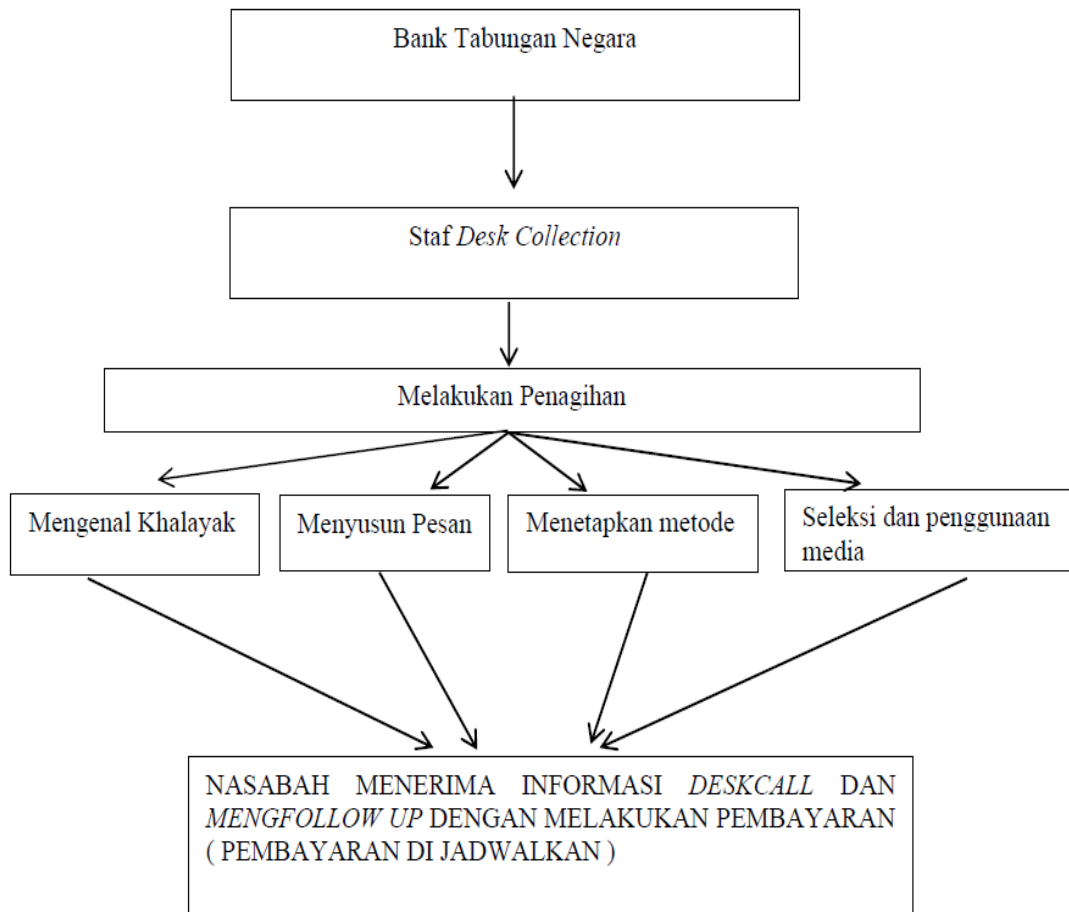 Bank Tabungan Negara
Staf Desk Collection
Melakukan Penagihan
Mengenal Khalayak
Menyusun Pesan
Menetapkan metode
Seleksi dan penggunaan
media
NASABAH MENERIMA INFORMASI DESKCALL DAN
MENGFOLLOW UP DENGAN MELAKUKAN PEMBAYARAN
( PEMBAYARAN DI JADWALKAN )